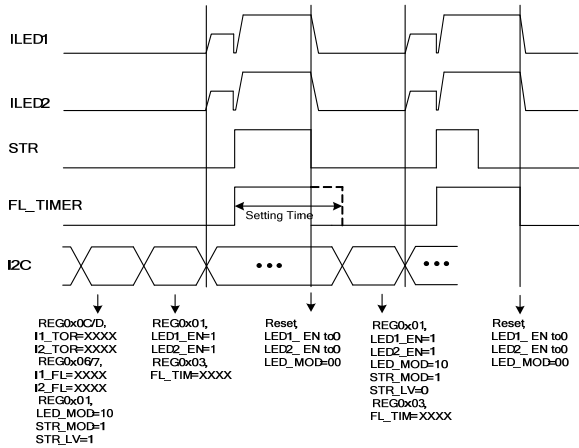 ILED1
ILED2
STR
FL_TIMER
Setting Time
I2C
•••
•••
REG0x0C/D,
I1_TOR=XXXX
I2_TOR=XXXX
REG0x06/7,
I1_FL=XXXX
I2_FL=XXXX
REG0x01,
LED_MOD=10
STR_MOD=1
STR_LV=1
REG0x01,
LED1_EN=1
LED2_EN=1
REG0x03,
FL_TIM=XXXX
Reset,
LED1_ EN to0
LED2_ EN to0
LED_MOD=00
REG0x01,
LED1_EN=1
LED2_EN=1
LED_MOD=10
STR_MOD=1
STR_LV=0
REG0x03,
FL_TIM=XXXX
Reset,
LED1_ EN to0
LED2_ EN to0
LED_MOD=00